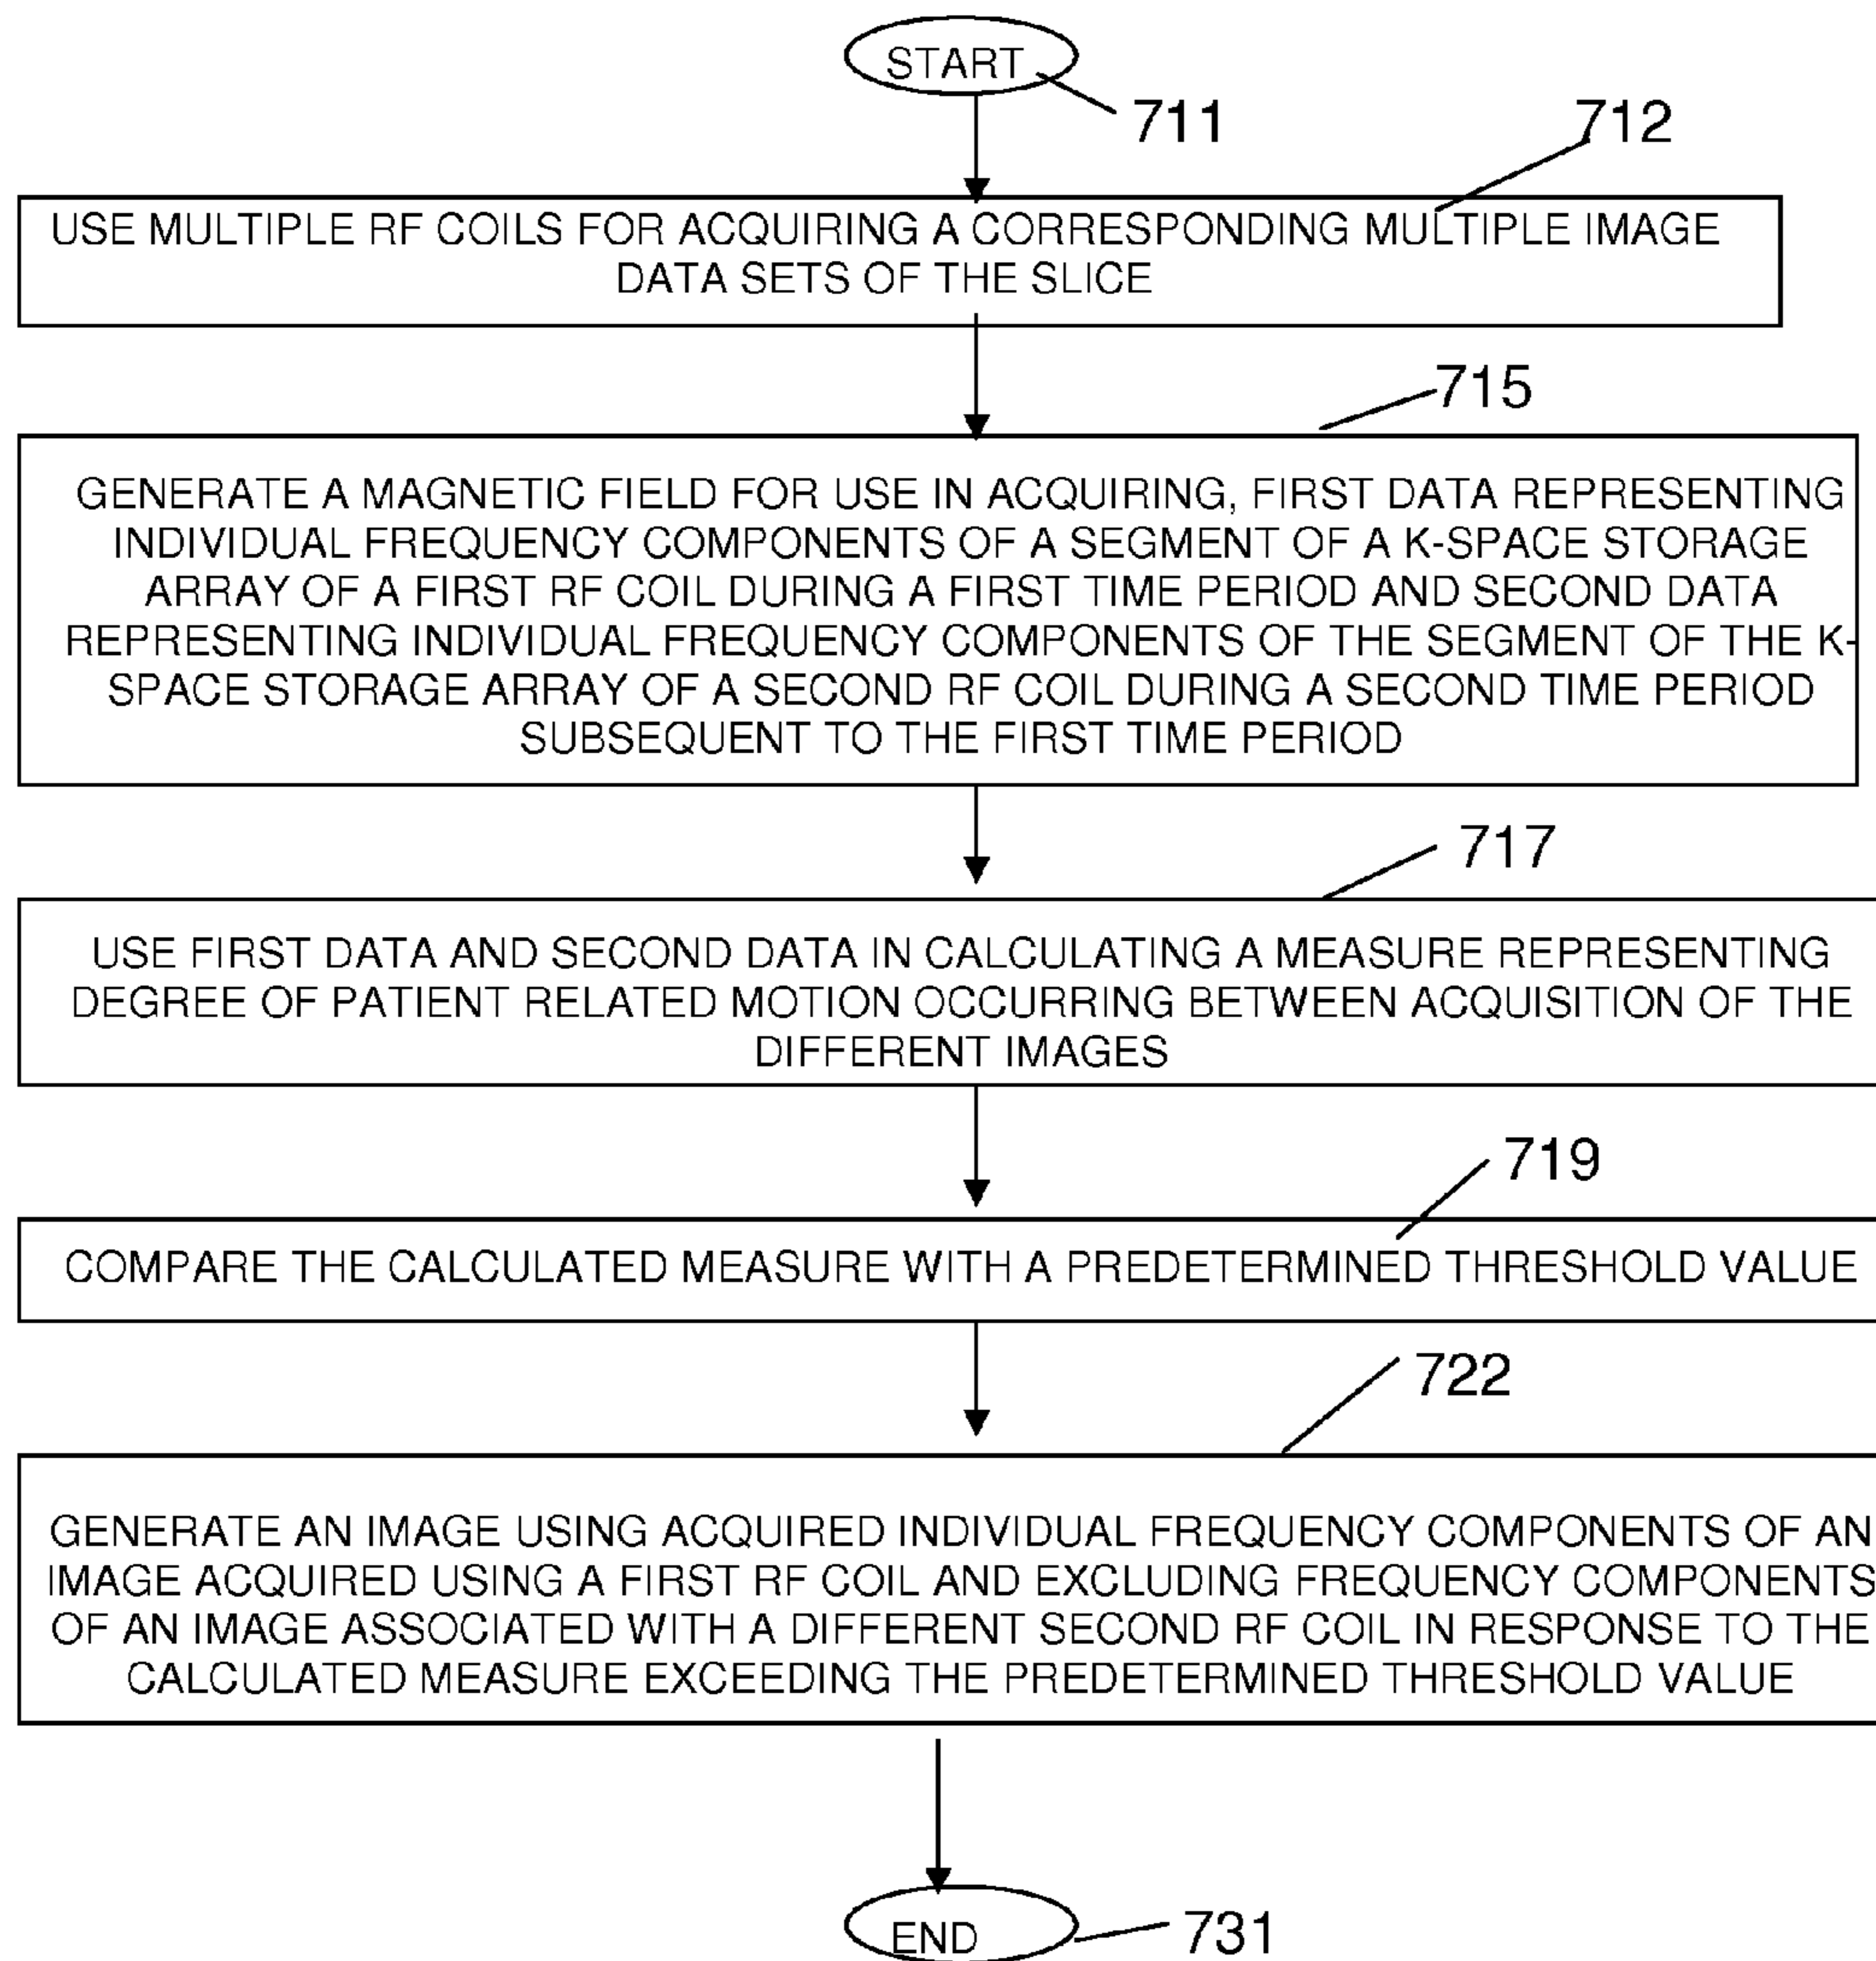 START
711
712
USE MULTIPLE RF COILS FOR ACQUIRING A CORRESPONDING MULTIPLE IMAGE
DATA SETS OF THE SLICE
715
GENERATE A MAGNETIC FIELD FOR USE IN ACQUIRING, FIRST DATA REPRESENTING
INDIVIDUAL FREQUENCY COMPONENTS OF A SEGMENT OF A K-SPACE STORAGE
ARRAY OF A FIRST RF COIL DURING A FIRST TIME PERIOD AND SECOND DATA
REPRESENTING INDIVIDUAL FREQUENCY COMPONENTS OF THE SEGMENT OF THE K-
SPACE STORAGE ARRAY OF A SECOND RF COIL DURING A SECOND TIME PERIOD
SUBSEQUENT TO THE FIRST TIME PERIOD
717
USE FIRST DATA AND SECOND DATA IN CALCULATING A MEASURE REPRESENTING
DEGREE OF PATIENT RELATED MOTION OCCURRING BETWEEN ACQUISITION OF THE
DIFFERENT IMAGES
719
COMPARE THE CALCULATED MEASURE WITH A PREDETERMINED THRESHOLD VALUE
722
GENERATE AN IMAGE USING ACQUIRED INDIVIDUAL FREQUENCY COMPONENTS OF AN
IMAGE ACQUIRED USING A FIRST RF COIL AND EXCLUDING FREQUENCY COMPONENTS
OF AN IMAGE ASSOCIATED WITH A DIFFERENT SECOND RF COIL IN RESPONSE TO THE
CALCULATED MEASURE EXCEEDING THE PREDETERMINED THRESHOLD VALUE
END
731